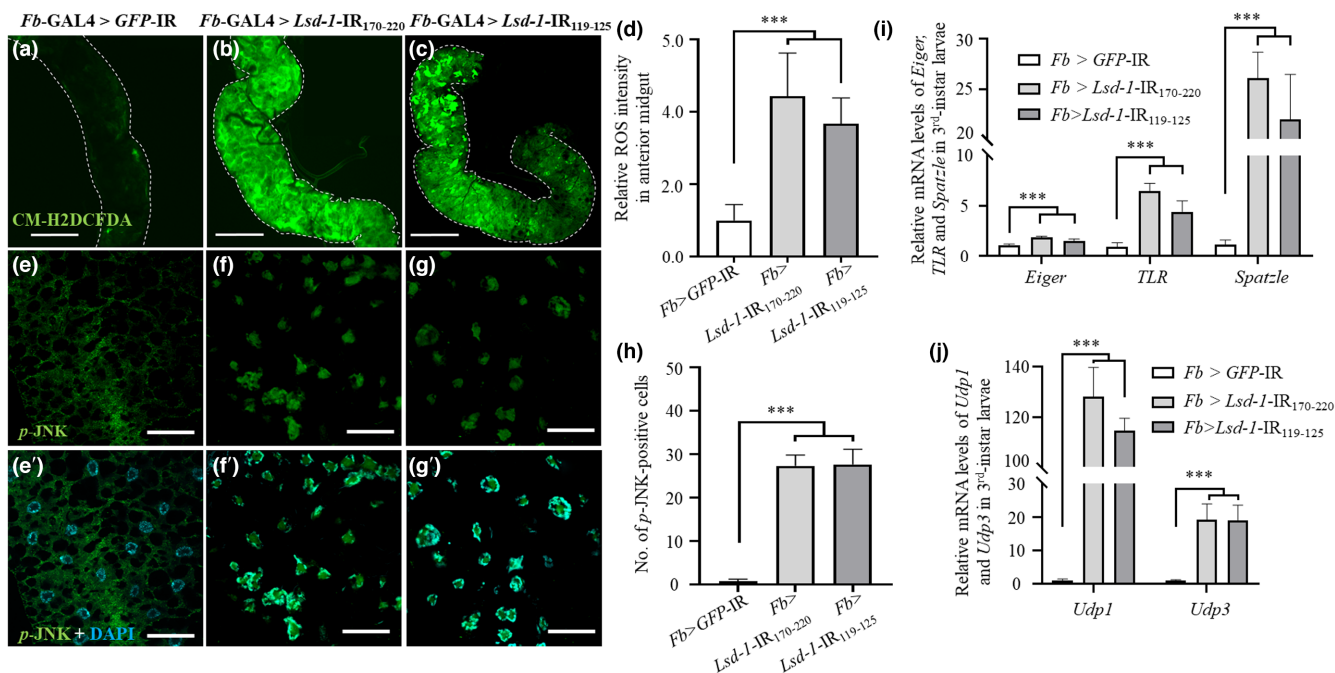 Fb-GAL4 > GFP-IR
Fb-GAL4 > Lsd-1-IR170-220
Fb-GAL4 > Lsd-1-IR119-125
(a)
CM-H2DCFDA
(b)
(c)
(d)
Relative ROS intensity
in anterior midgut
5.0
4.0
2.0
0.0
***
Fb>GFP-IR
Fb>
Lsd-1-IR170-220
Fb>
Lsd-1-IR119-125
(e)
p-JNK
(f)
(g)
(e′)
p-JNK + DAPI
(f′)
(g′)
(h)
No. of p-JNK-positive cells
50
40
30
20
10
0
***
Fb>GFP-IR
Fb>
Lsd-1-IR170-220
Fb>
Lsd-1-IR119-125
(i)
Relative mRNA levels of Eiger,
TLR and Spatzle in 3rd-instar larvae
30
25
20
10
5
0
Fb > GFP-IR
Fb > Lsd-1-IR170-220
Fb>Lsd-1-IR119-125
***
***
***
Eiger
TLR
Spatzle
(j)
Relative mRNA levels of Udp1
and Udp3 in 3rd-instar larvae
140
120
100
30
20
10
0
***
***
Fb > GFP-IR
Fb > Lsd-1-IR170-220
Fb>Lsd-1-IR119-125
Udp1
Udp3